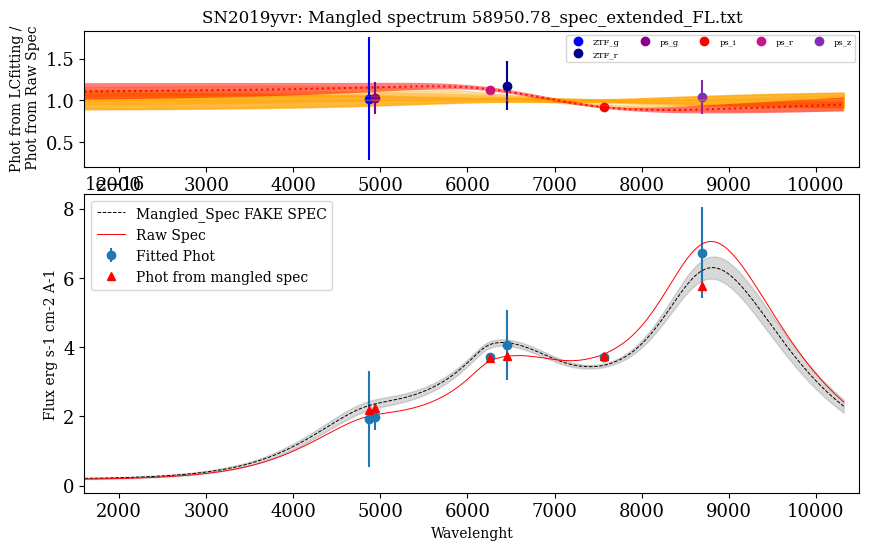 SN2019yvr: Mangled spectrum 58950.78_spec_extended_FL.txt
Phot from LCfitting /
Phot from Raw Spec
1.5
1.0
0.5
ZTF_g
ps_g
ps_i
ps_r
ps_z
ZTF_r
2000 3000 4000 5000 6000 7000 8000 9000 10000
1e−16
Flux erg s-1 cm-2 A-1
8
6
4
2
0
Mangled_Spec FAKE SPEC
Raw Spec
Fitted Phot
Phot from mangled spec
2000 3000 4000 5000 6000 7000 8000 9000 10000
Wavelenght